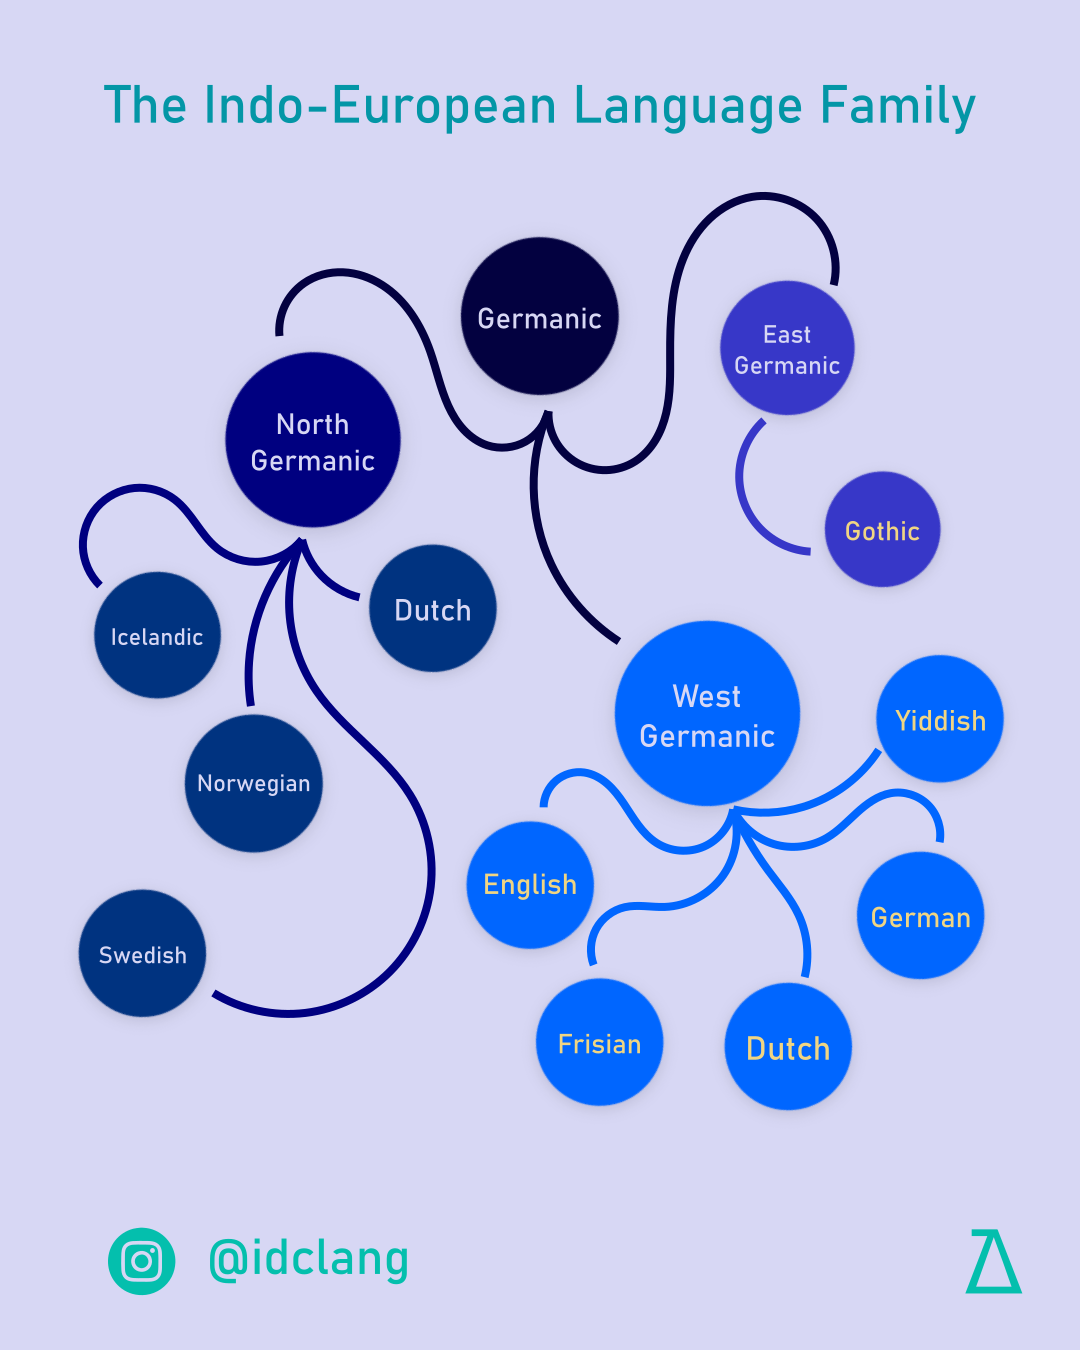 The Indo-European Language Family
Germanic
East
Germanic
North
Germanic
Gothic
Dutch
Icelandic
West
Germanic
Yiddish
Norwegian
English
German
Swedish
Frisian
Dutch
@idclang